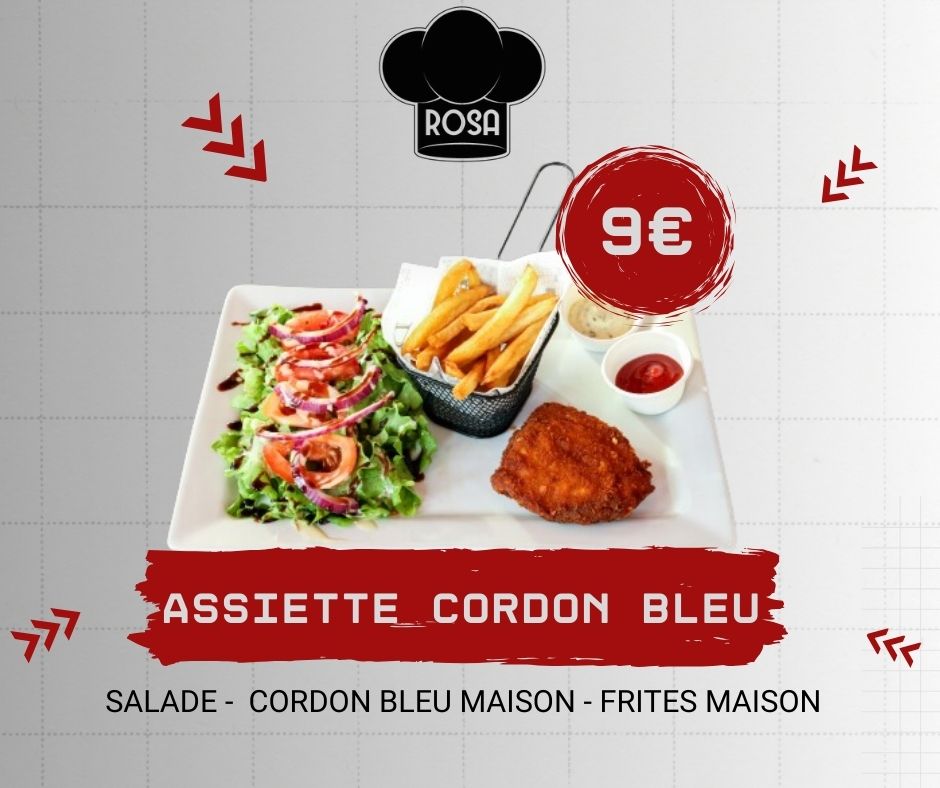 ROSA
9€
ASSIETTE CORDON BLEU
SALADE - CORDON BLEU MAISON - FRITES MAISON